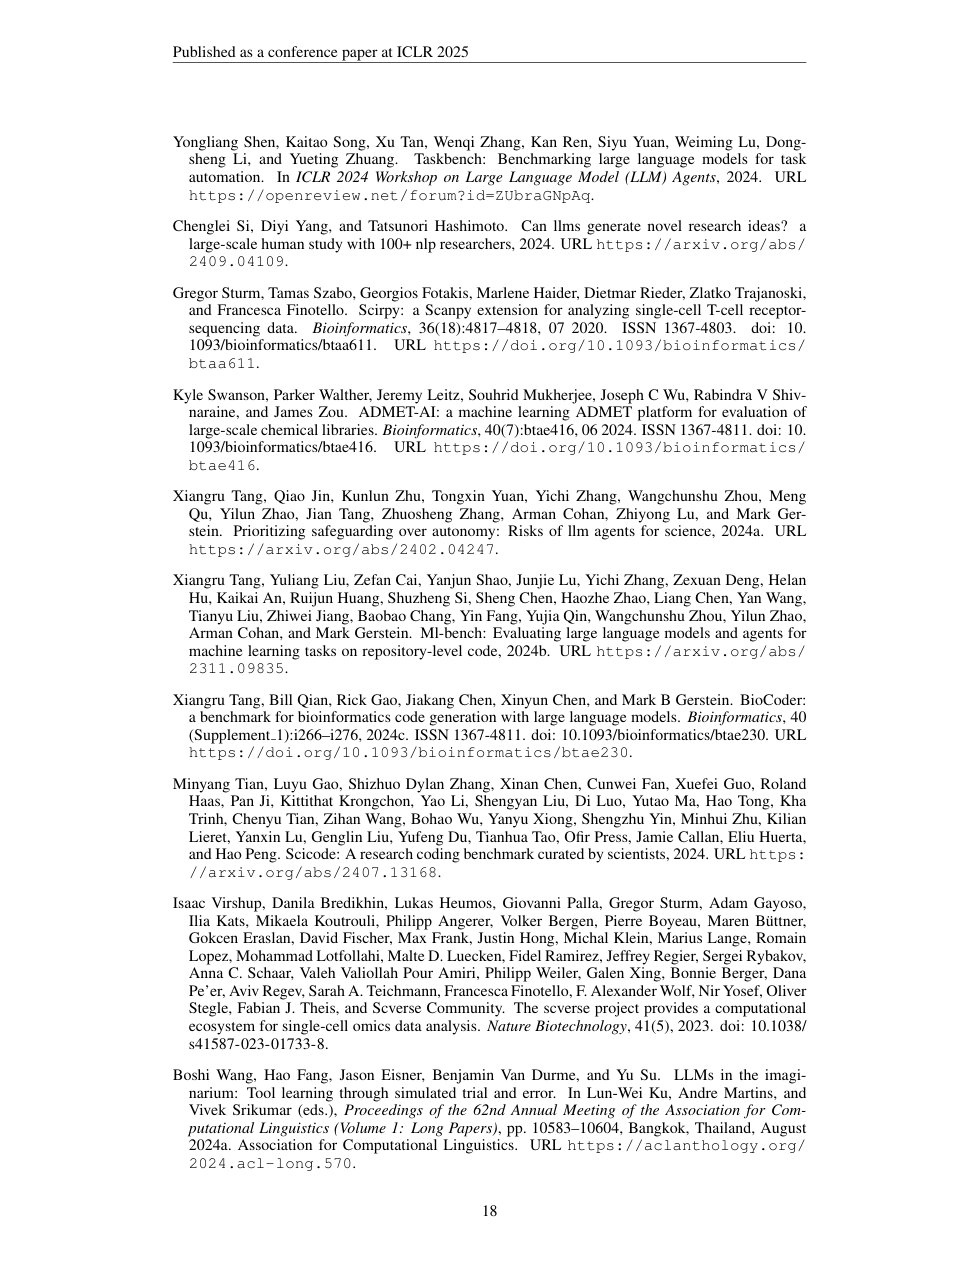 Published as a conference paper at ICLR 2025
Yongliang Shen, Kaitao Song, Xu Tan, Wenqi Zhang, Kan Ren, Siyu Yuan, Weiming Lu, Dong-
sheng Li, and Yueting Zhuang. Taskbench: Benchmarking large language models for task
automation. In ICLR 2024 Workshop on Large Language Model (LLM) Agents, 2024. URL
https://openreview.net/forum?id=ZUbraGNpAq.
Chenglei Si, Diyi Yang, and Tatsunori Hashimoto. Can llms generate novel research ideas? a
large-scale human study with 100+ nlp researchers, 2024. URL https://arxiv.org/abs/
2409.04109.
Gregor Sturm, Tamas Szabo, Georgios Fotakis, Marlene Haider, Dietmar Rieder, Zlatko Trajanoski,
and Francesca Finotello. Scirpy: a Scanpy extension for analyzing single-cell T-cell receptor-
sequencing data. Bioinformatics, 36(18):4817–4818, 07 2020. ISSN 1367-4803. doi: 10.
1093/bioinformatics/btaa611. URL https://doi.org/10.1093/bioinformatics/
btaa611.
Kyle Swanson, Parker Walther, Jeremy Leitz, Souhrid Mukherjee, Joseph C Wu, Rabindra V Shiv-
naraine, and James Zou. ADMET-AI: a machine learning ADMET platform for evaluation of
large-scale chemical libraries. Bioinformatics, 40(7):btae416, 06 2024. ISSN 1367-4811. doi: 10.
1093/bioinformatics/btae416. URL https://doi.org/10.1093/bioinformatics/
btae416.
Xiangru Tang, Qiao Jin, Kunlun Zhu, Tongxin Yuan, Yichi Zhang, Wangchunshu Zhou, Meng
Qu, Yilun Zhao, Jian Tang, Zhuosheng Zhang, Arman Cohan, Zhiyong Lu, and Mark Ger-
stein. Prioritizing safeguarding over autonomy: Risks of llm agents for science, 2024a. URL
https://arxiv.org/abs/2402.04247.
Xiangru Tang, Yuliang Liu, Zefan Cai, Yanjun Shao, Junjie Lu, Yichi Zhang, Zexuan Deng, Helan
Hu, Kaikai An, Ruijun Huang, Shuzheng Si, Sheng Chen, Haozhe Zhao, Liang Chen, Yan Wang,
Tianyu Liu, Zhiwei Jiang, Baobao Chang, Yin Fang, Yujia Qin, Wangchunshu Zhou, Yilun Zhao,
Arman Cohan, and Mark Gerstein. Ml-bench: Evaluating large language models and agents for
machine learning tasks on repository-level code, 2024b. URL https://arxiv.org/abs/
2311.09835.
Xiangru Tang, Bill Qian, Rick Gao, Jiakang Chen, Xinyun Chen, and Mark B Gerstein. BioCoder:
a benchmark for bioinformatics code generation with large language models. Bioinformatics, 40
(Supplement_1):i266–i276, 2024c. ISSN 1367-4811. doi: 10.1093/bioinformatics/btae230. URL
https://doi.org/10.1093/bioinformatics/btae230.
Minyang Tian, Luyu Gao, Shizhuo Dylan Zhang, Xinan Chen, Cunwei Fan, Xuefei Guo, Roland
Haas, Pan Ji, Kittithat Krongchon, Yao Li, Shengyan Liu, Di Luo, Yutao Ma, Hao Tong, Kha
Trinh, Chenyu Tian, Zihan Wang, Bohao Wu, Yanyu Xiong, Shengzhu Yin, Minhui Zhu, Kilian
Lieret, Yanxin Lu, Genglin Liu, Yufeng Du, Tianhua Tao, Ofir Press, Jamie Callan, Eliu Huerta,
and Hao Peng. Scicode: A research coding benchmark curated by scientists, 2024. URL https:
//arxiv.org/abs/2407.13168.
Isaac Virshup, Danila Bredikhin, Lukas Heumos, Giovanni Palla, Gregor Sturm, Adam Gayoso,
Ilia Kats, Mikaela Koutrouli, Philipp Angerer, Volker Bergen, Pierre Boyeau, Maren Büttner,
Gokcen Eraslan, David Fischer, Max Frank, Justin Hong, Michal Klein, Marius Lange, Romain
Lopez, Mohammad Lotfollahi, Malte D. Luecken, Fidel Ramirez, Jeffrey Regier, Sergei Rybakov,
Anna C. Schaar, Valeh Valiollah Pour Amiri, Philipp Weiler, Galen Xing, Bonnie Berger, Dana
Pe'er, Aviv Regev, Sarah A. Teichmann, Francesca Finotello, F. Alexander Wolf, Nir Yosef, Oliver
Stegle, Fabian J. Theis, and Scverse Community. The scverse project provides a computational
ecosystem for single-cell omics data analysis. Nature Biotechnology, 41(5), 2023. doi: 10.1038/
s41587-023-01733-8.
Boshi Wang, Hao Fang, Jason Eisner, Benjamin Van Durme, and Yu Su. LLMs in the imagi-
narium: Tool learning through simulated trial and error. In Lun-Wei Ku, Andre Martins, and
Vivek Srikumar (eds.), Proceedings of the 62nd Annual Meeting of the Association for Com-
putational Linguistics (Volume 1: Long Papers), pp. 10583–10604, Bangkok, Thailand, August
2024a. Association for Computational Linguistics. URL https://aclanthology.org/
2024.acl-long.570.
18